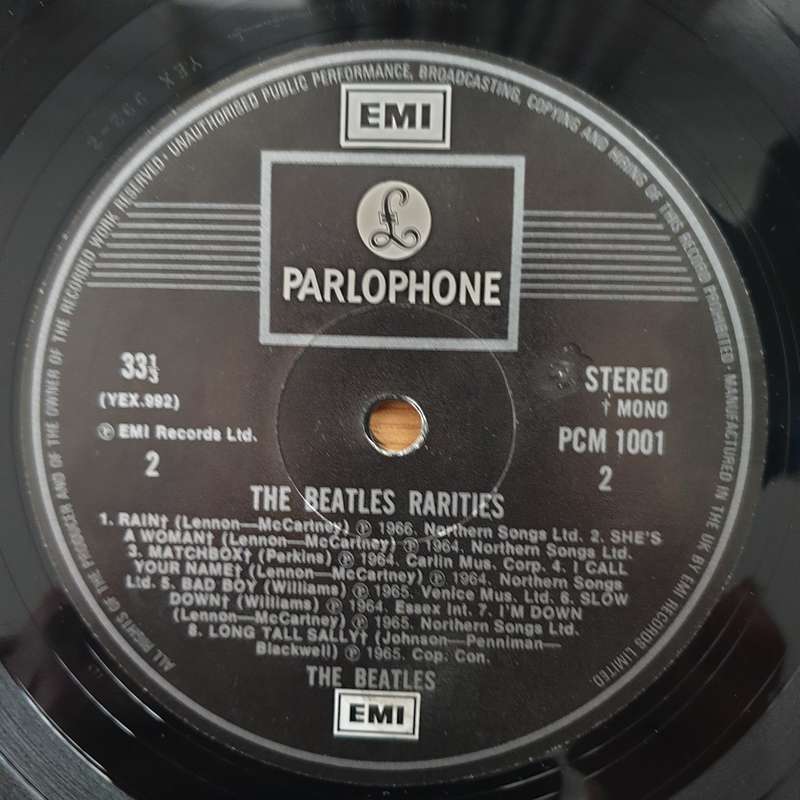 YEX 992-2
ALL RIGHTS OF THE PRODUCER AND OF THE OWNER OF THE RECORDED WORK RESERVED · UNAUTHORISED PUBLIC PERFORMANCE, BROADCASTING, COPYING AND HIRING OF THIS RECORD PROHIBITED · MANUFACTURED IN THE UK BY EMI RECORDS LIMITED
EMI
£
PARLOPHONE
33⅓
(YEX.992)
℗ EMI Records Ltd.
2
STEREO
† MONO
PCM 1001
2
THE BEATLES RARITIES
1. RAIN† (Lennon—McCartney) ℗ 1966. Northern Songs Ltd. 2. SHE'S
A WOMAN† (Lennon—McCartney) ℗ 1964. Northern Songs Ltd.
3. MATCHBOX† (Perkins) ℗ 1964. Carlin Mus. Corp. 4. I CALL
YOUR NAME† (Lennon—McCartney) ℗ 1964. Northern Songs
Ltd. 5. BAD BOY (Williams) ℗ 1965. Venice Mus. Ltd. 6. SLOW
DOWN† (Williams) ℗ 1964. Essex Int. 7. I'M DOWN
(Lennon—McCartney) ℗ 1965. Northern Songs Ltd.
8. LONG TALL SALLY† (Johnson—Penniman—
Blackwell) ℗ 1965. Cop. Con.
THE BEATLES
EMI